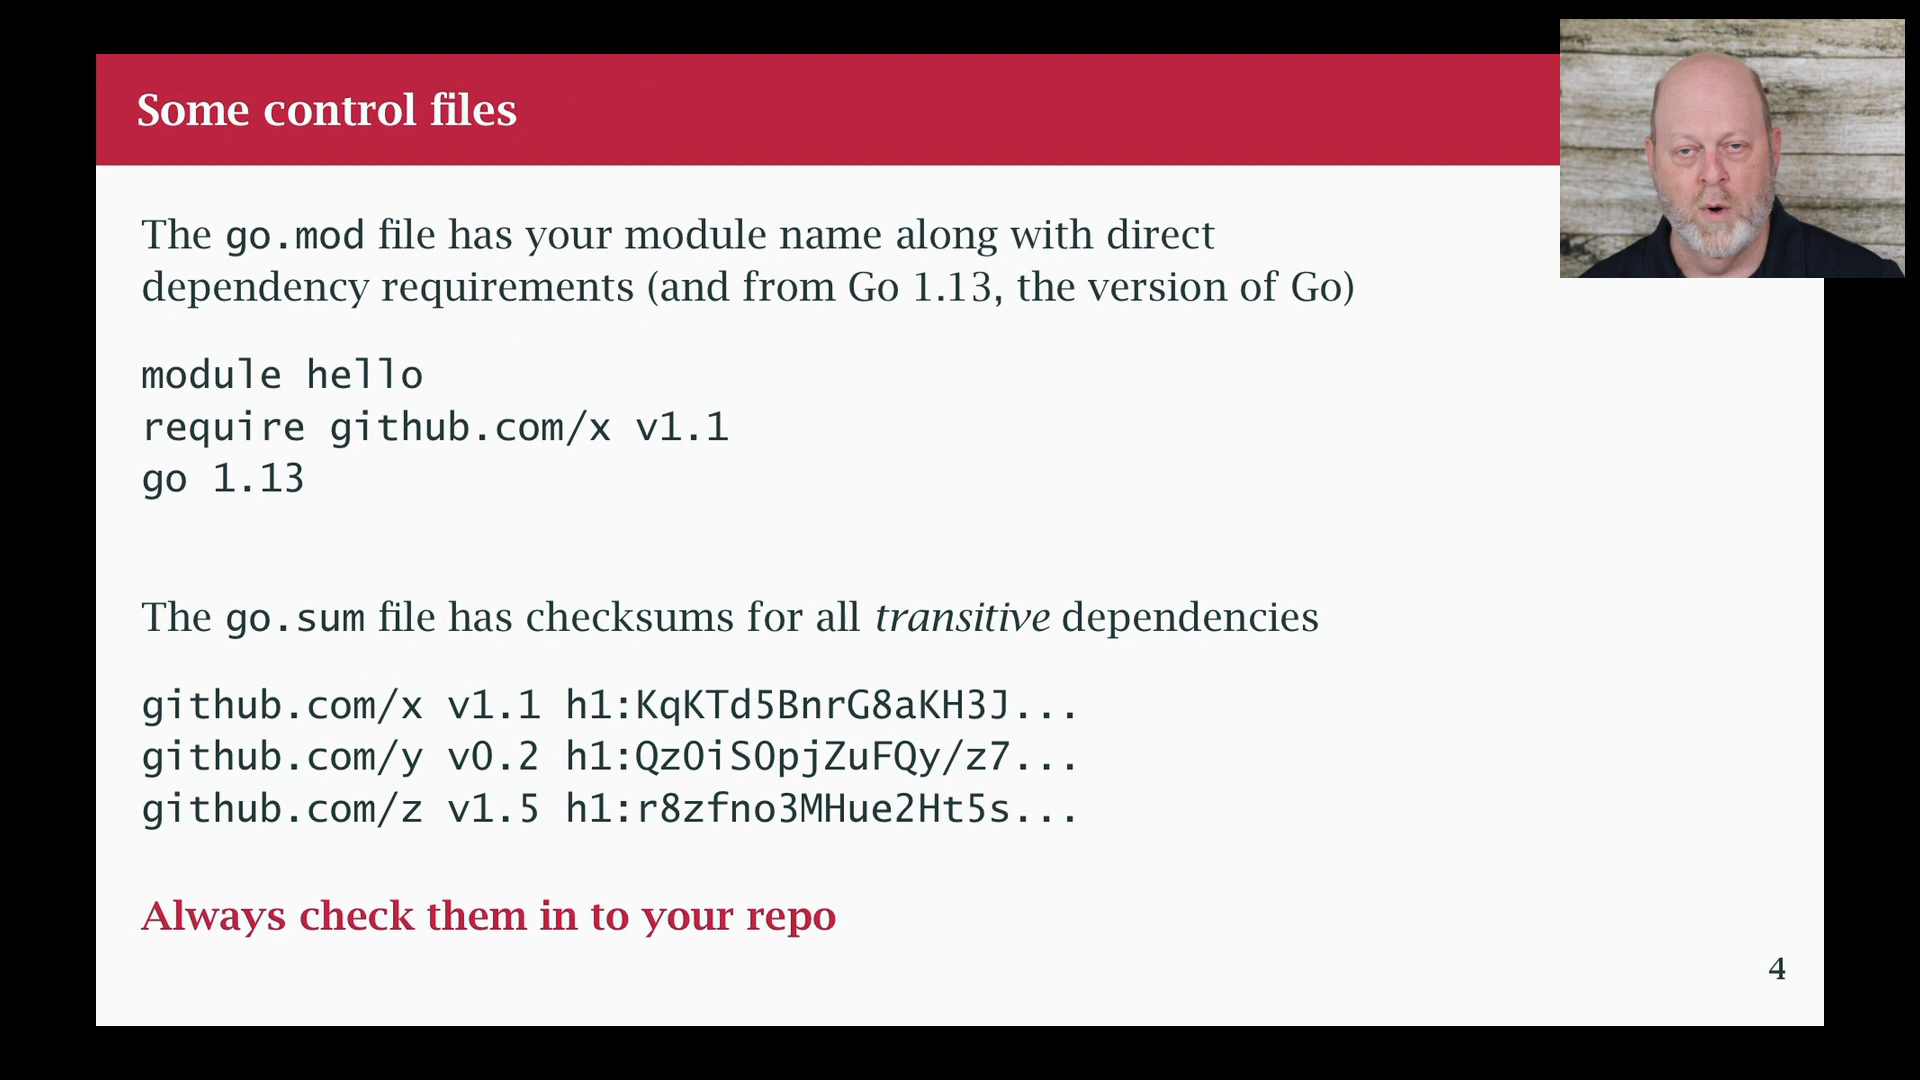 Some control files
The go.mod file has your module name along with direct
dependency requirements (and from Go 1.13, the version of Go)
module hello
require github.com/x v1.1
go 1.13
The go.sum file has checksums for all transitive dependencies
github.com/x v1.1 h1:KqKTd5BnrG8aKH3J...
github.com/y v0.2 h1:Qz0iS0pjZuFQy/z7...
github.com/z v1.5 h1:r8zfno3MHue2Ht5s...
Always check them in to your repo
4